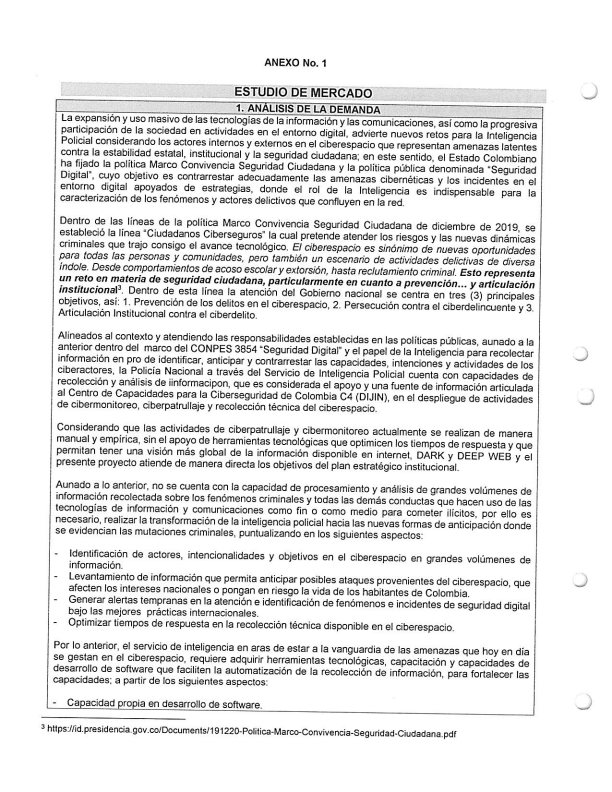 ANEXO No. 1
ESTUDIO DE MERCADO
1. ANÁLISIS DE LA DEMANDA
La expansión y uso masivo de las tecnologías de la información y las comunicaciones, así como la progresiva
participación de la sociedad en actividades en el entorno digital, advierte nuevos retos para la Inteligencia
Policial considerando los actores internos y externos en el ciberespacio que representan amenazas latentes
contra la estabilidad estatal, institucional y la seguridad ciudadana; en este sentido, el Estado Colombiano
ha fijado la política Marco Convivencia Seguridad Ciudadana y la política pública denominada "Seguridad
Digital", cuyo objetivo es contrarrestar adecuadamente las amenazas cibernéticas y los incidentes en el
entorno digital apoyados de estrategias, donde el rol de la Inteligencia es indispensable para la
caracterización de los fenómenos y actores delictivos que confluyen en la red.
Dentro de las líneas de la política Marco Convivencia Seguridad Ciudadana de diciembre de 2019, se
estableció la línea "Ciudadanos Ciberseguros" la cual pretende atender los riesgos y las nuevas dinámicas
criminales que trajo consigo el avance tecnológico. El ciberespacio es sinónimo de nuevas oportunidades
para todas las personas y comunidades, pero también un escenario de actividades delictivas de diversa
índole. Desde comportamientos de acoso escolar y extorsión, hasta reclutamiento criminal. Esto representa
un reto en materia de seguridad ciudadana, particularmente en cuanto a prevención… y articulación
institucional³. Dentro de esta línea la atención del Gobierno nacional se centra en tres (3) principales
objetivos, así: 1. Prevención de los delitos en el ciberespacio, 2. Persecución contra el ciberdelincuente y 3.
Articulación Institucional contra el ciberdelito.
Alineados al contexto y atendiendo las responsabilidades establecidas en las políticas públicas, aunado a la
anterior dentro del marco del CONPES 3854 "Seguridad Digital" y el papel de la Inteligencia para recolectar
información en pro de identificar, anticipar y contrarrestar las capacidades, intenciones y actividades de los
ciberactores, la Policía Nacional a través del Servicio de Inteligencia Policial cuenta con capacidades de
recolección y análisis de iinformacipon, que es considerada el apoyo y una fuente de información articulada
al Centro de Capacidades para la Ciberseguridad de Colombia C4 (DIJIN), en el despliegue de actividades
de cibermonitoreo, ciberpatrullaje y recolección técnica del ciberespacio.
Considerando que las actividades de ciberpatrullaje y cibermonitoreo actualmente se realizan de manera
manual y empírica, sin el apoyo de herramientas tecnológicas que optimicen los tiempos de respuesta y que
permitan tener una visión más global de la información disponible en internet, DARK y DEEP WEB y el
presente proyecto atiende de manera directa los objetivos del plan estratégico institucional.
Aunado a lo anterior, no se cuenta con la capacidad de procesamiento y análisis de grandes volúmenes de
información recolectada sobre los fenómenos criminales y todas las demás conductas que hacen uso de las
tecnologías de información y comunicaciones como fin o como medio para cometer ilícitos, por ello es
necesario, realizar la transformación de la inteligencia policial hacia las nuevas formas de anticipación donde
se evidencian las mutaciones criminales, puntualizando en los siguientes aspectos:
- Identificación de actores, intencionalidades y objetivos en el ciberespacio en grandes volúmenes de
información.
- Levantamiento de información que permita anticipar posibles ataques provenientes del ciberespacio, que
afecten los intereses nacionales o pongan en riesgo la vida de los habitantes de Colombia.
- Generar alertas tempranas en la atención e identificación de fenómenos e incidentes de seguridad digital
bajo las mejores prácticas internacionales.
- Optimizar tiempos de respuesta en la recolección técnica disponible en el ciberespacio.
Por lo anterior, el servicio de inteligencia en aras de estar a la vanguardia de las amenazas que hoy en día
se gestan en el ciberespacio, requiere adquirir herramientas tecnológicas, capacitación y capacidades de
desarrollo de software que faciliten la automatización de la recolección de información, para fortalecer las
capacidades; a partir de los siguientes aspectos:
- Capacidad propia en desarrollo de software.
³ https://id.presidencia.gov.co/Documents/191220-Politica-Marco-Convivencia-Seguridad-Ciudadana.pdf